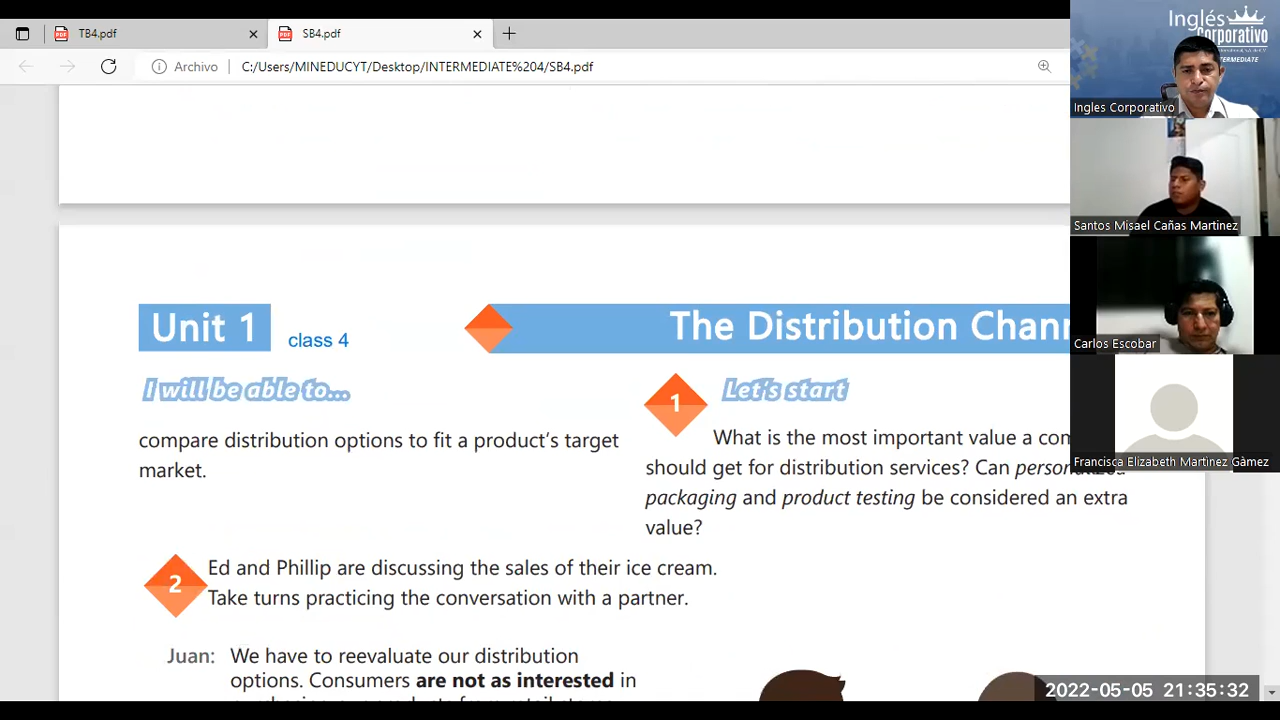 TB4.pdf
SB4.pdf
Archivo
C:/Users/MINEDUCYT/Desktop/INTERMEDIATE%204/SB4.pdf
Inglés
Corporativo
INTERMEDIATE
Ingles Corporativo
Santos Misael Cañas Martinez
Carlos Escobar
Francisca Elizabeth Martìnez Gàmez
Unit 1
class 4
The Distribution Chann
I will be able to...
compare distribution options to fit a product's target
market.
1
Let's start
What is the most important value a com
should get for distribution services? Can personalized
packaging and product testing be considered an extra
value?
2
Ed and Phillip are discussing the sales of their ice cream.
Take turns practicing the conversation with a partner.
Juan: We have to reevaluate our distribution
options. Consumers are not as interested in
2022-05-05 21:35:32